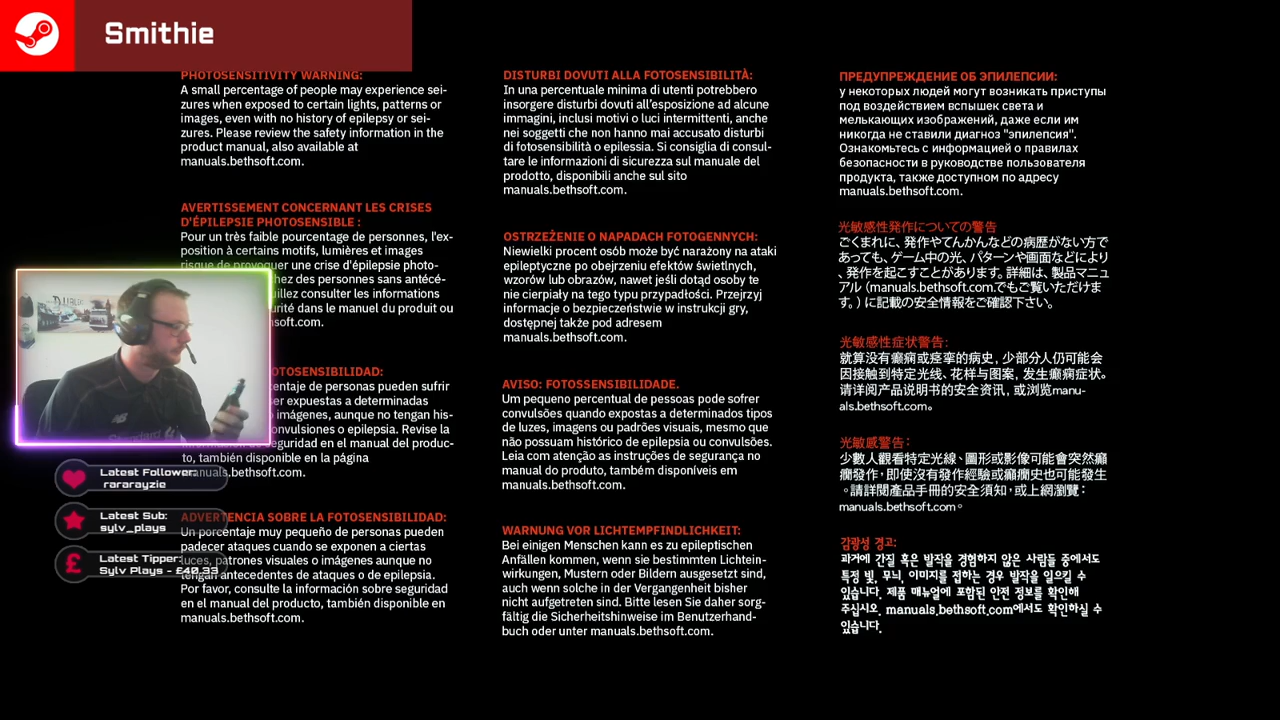 Smithie
PHOTOSENSITIVITY WARNING:
A small percentage of people may experience sei-
zures when exposed to certain lights, patterns or
images, even with no history of epilepsy or sei-
zures. Please review the safety information in the
product manual, also available at
manuals.bethsoft.com.
AVERTISSEMENT CONCERNANT LES CRISES
D'ÉPILEPSIE PHOTOSENSIBLE :
Pour un très faible pourcentage de personnes, l'ex-
position à certains motifs, lumières et images
risque de provoquer une crise d'épilepsie photo-
hez des personnes sans antécé-
uillez consulter les informations
urité dans le manuel du produit ou
soft.com.
OTOSENSIBILIDAD:
entaje de personas pueden sufrir
ser expuestas a determinadas
o imágenes, aunque no tengan his-
onvulsiones o epilepsia. Revise la
seguridad en el manual del produc-
to, también disponible en la página
manuals.bethsoft.com.
Latest Follower:
rararayzie
Latest Sub:
sylv_plays
Latest Tipper:
Sylv Plays - £40.33
ADVERTENCIA SOBRE LA FOTOSENSIBILIDAD:
Un porcentaje muy pequeño de personas pueden
padecer ataques cuando se exponen a ciertas
luces, patrones visuales o imágenes aunque no
tengan antecedentes de ataques o de epilepsia.
Por favor, consulte la información sobre seguridad
en el manual del producto, también disponible en
manuals.bethsoft.com.
DISTURBI DOVUTI ALLA FOTOSENSIBILITÀ:
In una percentuale minima di utenti potrebbero
insorgere disturbi dovuti all'esposizione ad alcune
immagini, inclusi motivi o luci intermittenti, anche
nei soggetti che non hanno mai accusato disturbi
di fotosensibilità o epilessia. Si consiglia di consul-
tare le informazioni di sicurezza sul manuale del
prodotto, disponibili anche sul sito
manuals.bethsoft.com.
OSTRZEŻENIE O NAPADACH FOTOGENNYCH:
Niewielki procent osób może być narażony na ataki
epileptyczne po obejrzeniu efektów świetlnych,
wzorów lub obrazów, nawet jeśli dotąd osoby te
nie cierpiały na tego typu przypadłości. Przejrzyj
informacje o bezpieczeństwie w instrukcji gry,
dostępnej także pod adresem
manuals.bethsoft.com.
AVISO: FOTOSSENSIBILIDADE.
Um pequeno percentual de pessoas pode sofrer
convulsões quando expostas a determinados tipos
de luzes, imagens ou padrões visuais, mesmo que
não possuam histórico de epilepsia ou convulsões.
Leia com atenção as instruções de segurança no
manual do produto, também disponíveis em
manuals.bethsoft.com.
WARNUNG VOR LICHTEMPFINDLICHKEIT:
Bei einigen Menschen kann es zu epileptischen
Anfällen kommen, wenn sie bestimmten Lichtein-
wirkungen, Mustern oder Bildern ausgesetzt sind,
auch wenn solche in der Vergangenheit bisher
nicht aufgetreten sind. Bitte lesen Sie daher sorg-
fältig die Sicherheitshinweise im Benutzerhand-
buch oder unter manuals.bethsoft.com.
ПРЕДУПРЕЖДЕНИЕ ОБ ЭПИЛЕПСИИ:
у некоторых людей могут возникать приступы
под воздействием вспышек света и
мелькающих изображений, даже если им
никогда не ставили диагноз "эпилепсия".
Ознакомьтесь с информацией о правилах
безопасности в руководстве пользователя
продукта, также доступном по адресу
manuals.bethsoft.com.
光敏感性発作についての警告
ごくまれに、発作やてんかんなどの病歴がない方で
あっても、ゲーム中の光、パターンや画面などにより
、発作を起こすことがあります。詳細は、製品マニュ
アル (manuals.bethsoft.comでもご覧いただけま
す。) に記載の安全情報をご確認下さい。
光敏感性症状警告：
就算没有癫痫或痉挛的病史，少部分人仍可能会
因接触到特定光线、花样与图案，发生癫痫症状。
请详阅产品说明书的安全资讯，或浏览manu-
als.bethsoft.com。
光敏感警告：
少數人觀看特定光線、圖形或影像可能會突然癲
癇發作，即使沒有發作經驗或癲癇史也可能發生
。請詳閱產品手冊的安全須知，或上網瀏覽：
manuals.bethsoft.com。
감광성 경고:
과거에 간질 혹은 발작을 경험하지 않은 사람들 중에서도
특정 빛, 무늬, 이미지를 접하는 경우 발작을 일으킬 수
있습니다. 제품 매뉴얼에 포함된 안전 정보를 확인해
주십시오. manuals.bethsoft.com에서도 확인하실 수
있습니다.